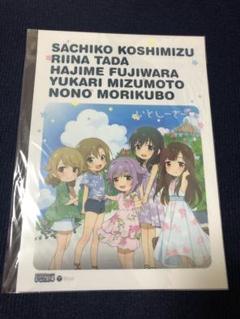 SACHIKO KOSHIMIZU
RIINA TADA
HAJIME FUJIWARA
YUKARI MIZUMOTO
NONO MORIKUBO